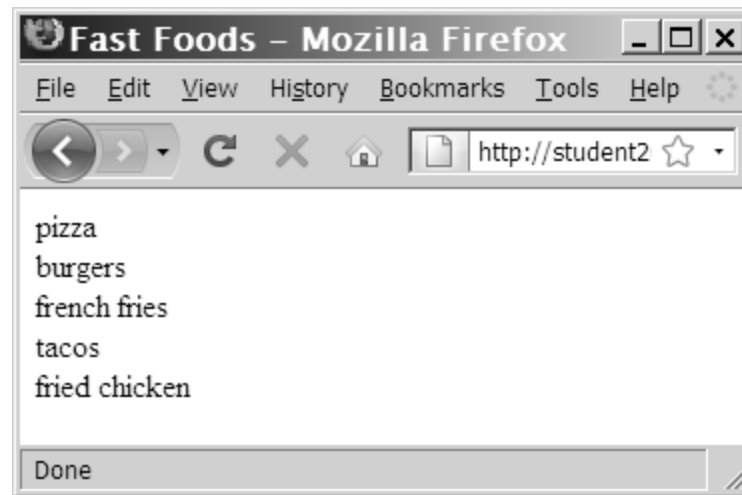 Fast Foods – Mozilla Firefox
File Edit View History Bookmarks Tools Help
http://student2
pizza
burgers
french fries
tacos
fried chicken
Done